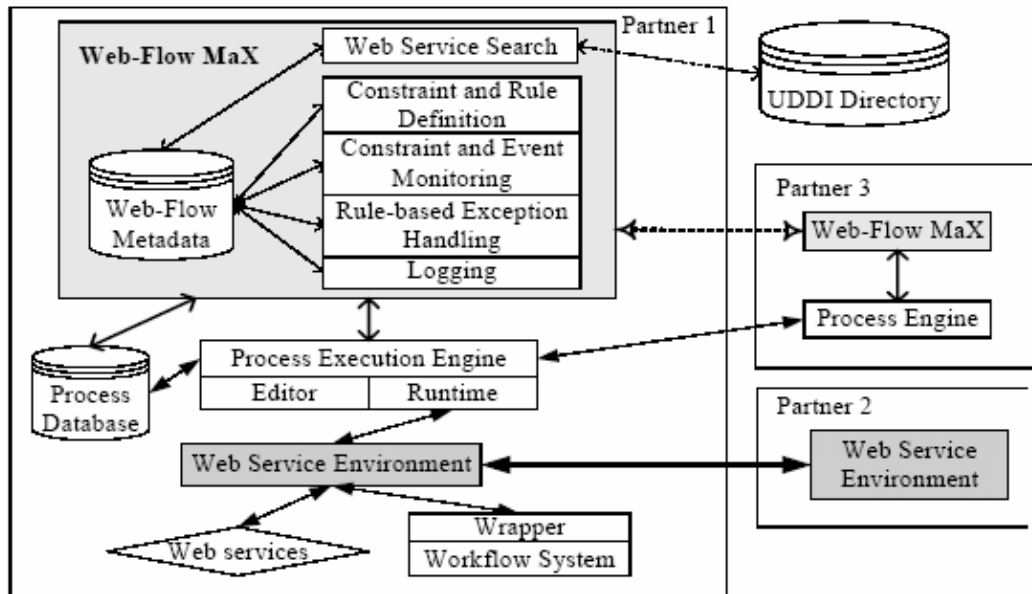 Partner 1
Web-Flow MaX
Web Service Search
Constraint and Rule
Definition
Constraint and Event
Monitoring
Rule-based Exception
Handling
Logging
Web-Flow
Metadata
UDDI Directory
Partner 3
Web-Flow MaX
Process Engine
Process Execution Engine
Editor
Runtime
Process
Database
Partner 2
Web Service
Environment
Web Service Environment
Web services
Wrapper
Workflow System